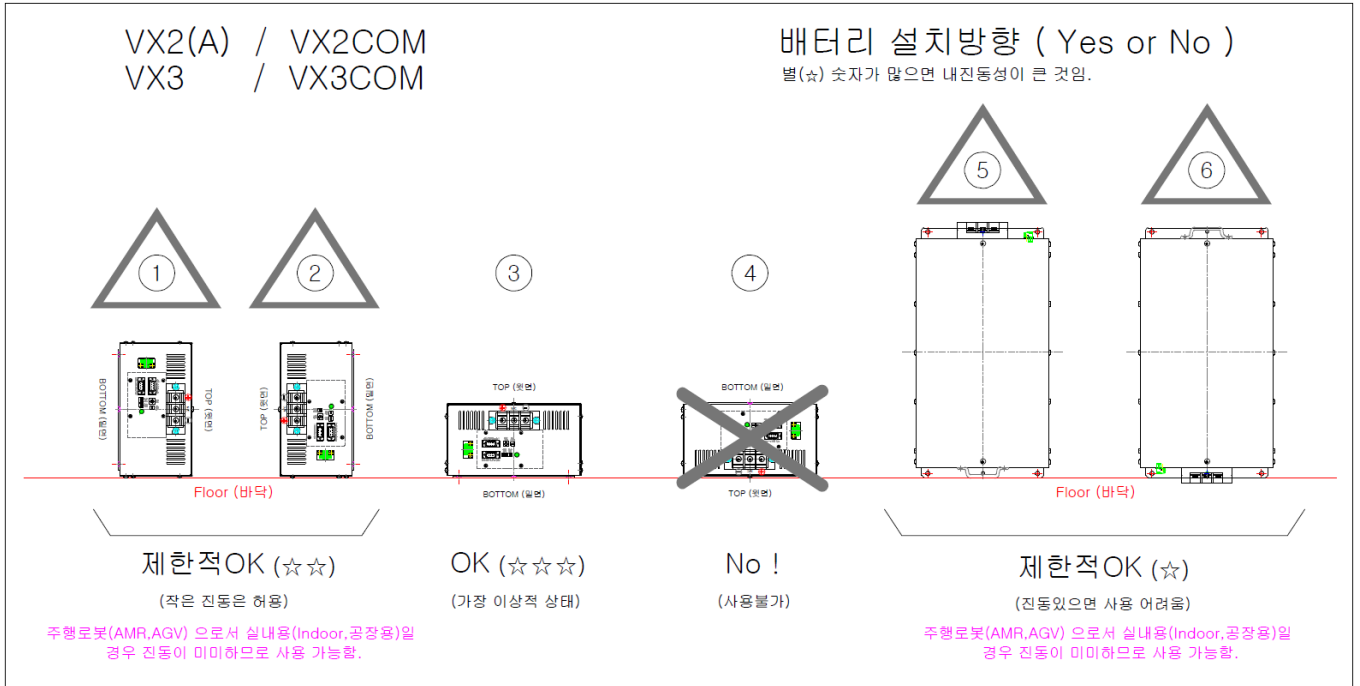 VX2(A) / VX2COM
VX3 / VX3COM
배터리 설치방향 ( Yes or No )
별(☆) 숫자가 많으면 내진동성이 큰 것임.
1
2
3
4
5
6
BOTTOM (밑면)
TOP (윗면)
TOP (윗면)
BOTTOM (밑면)
TOP (윗면)
BOTTOM (밑면)
BOTTOM (밑면)
TOP (윗면)
Floor (바닥)
Floor (바닥)
제한적OK (☆☆)
(작은 진동은 허용)
주행로봇(AMR,AGV) 으로서 실내용(Indoor,공장용)일
경우 진동이 미미하므로 사용 가능함.
OK (☆☆☆)
(가장 이상적 상태)
No !
(사용불가)
제한적OK (☆)
(진동있으면 사용 어려움)
주행로봇(AMR,AGV) 으로서 실내용(Indoor,공장용)일
경우 진동이 미미하므로 사용 가능함.